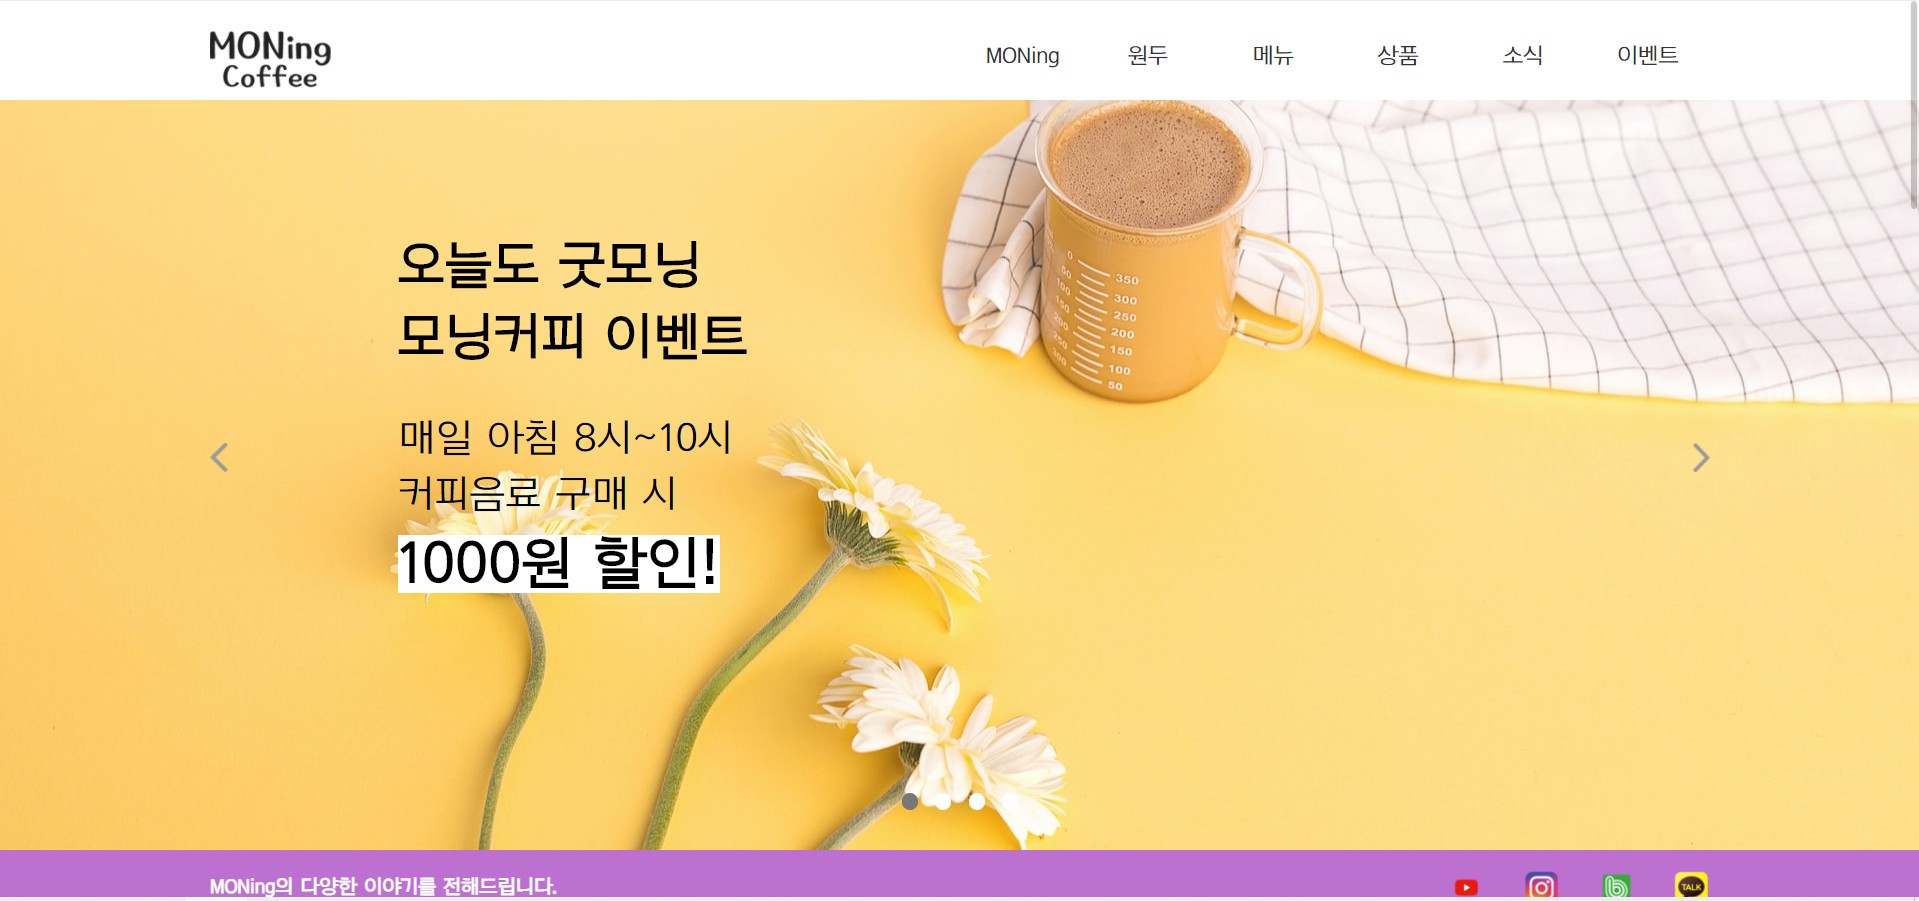 MONing
Coffee
MONing 원두 메뉴 상품 소식 이벤트
오늘도 굿모닝
모닝커피 이벤트
매일 아침 8시~10시
커피음료 구매 시
1000원 할인!
0
50
100
150
200
250
300
350
300
250
200
150
100
50
MONing의 다양한 이야기를 전해드립니다.
b
TALK